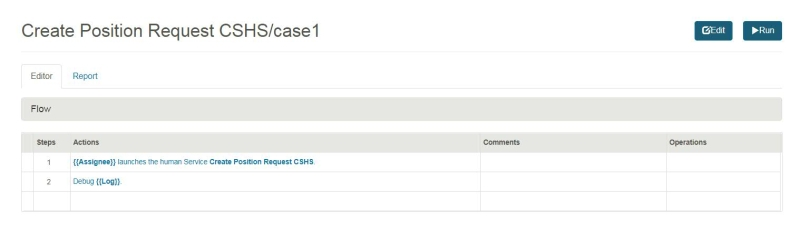 Create Position Request CSHS/case1
Edit
Run
Editor
Report
Flow
Steps Actions Comments Operations
1 {{Assignee}} launches the human Service Create Position Request CSHS.
2 Debug {{Log}}.